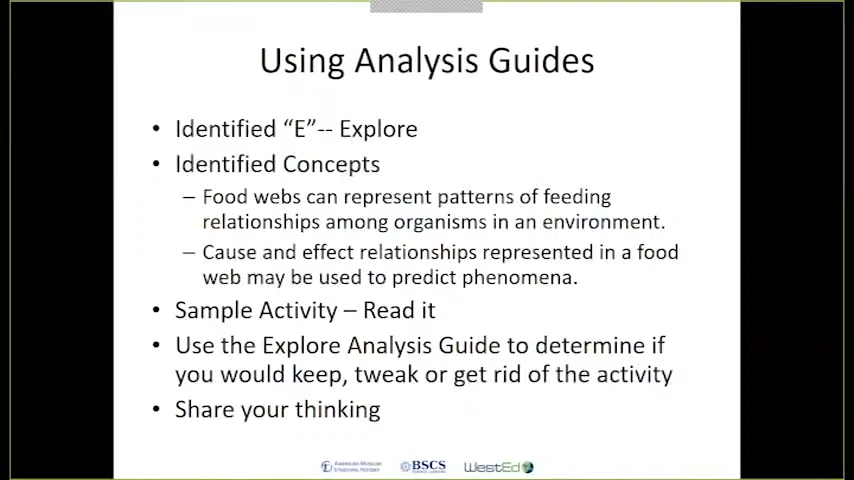 Using Analysis Guides
• Identified “E”-- Explore
• Identified Concepts
– Food webs can represent patterns of feeding
relationships among organisms in an environment.
– Cause and effect relationships represented in a food
web may be used to predict phenomena.
• Sample Activity – Read it
• Use the Explore Analysis Guide to determine if
you would keep, tweak or get rid of the activity
• Share your thinking
American Museum
BSCS
WestEd